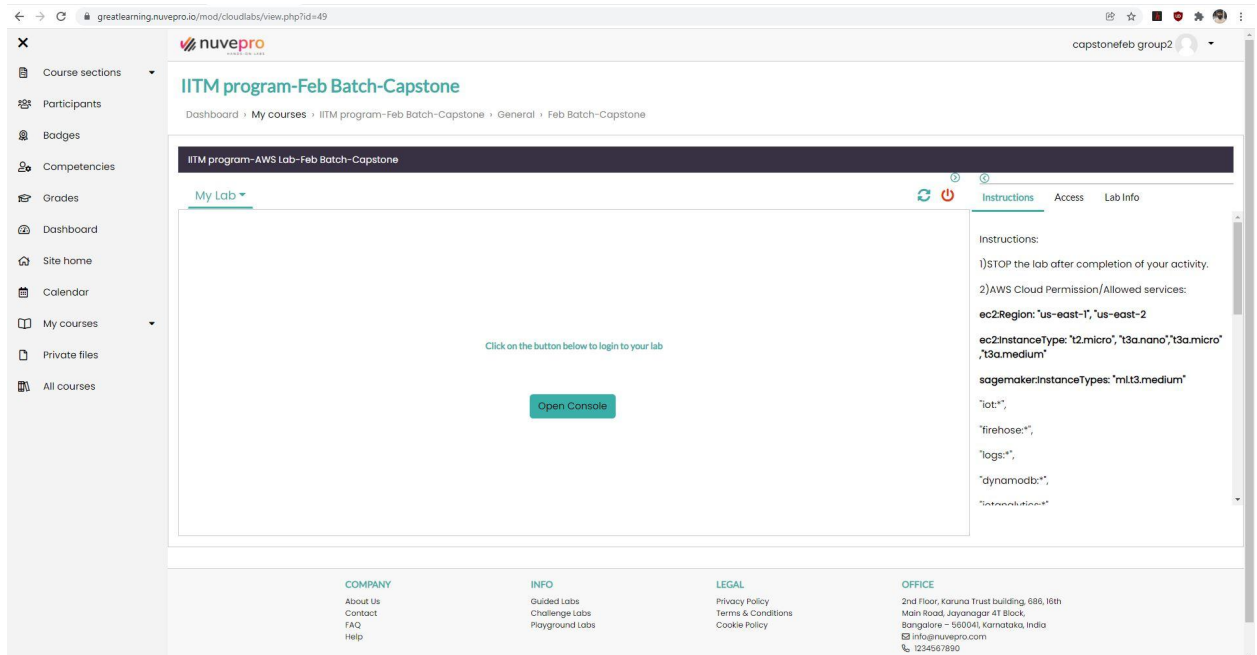 greatlearning.nuvepro.io/mod/cloudlabs/view.php?id=49
nuvepro
HANDS-ON LABS
capstonefeb group2
Course sections
Participants
Badges
Competencies
Grades
Dashboard
Site home
Calendar
My courses
Private files
All courses
IITM program-Feb Batch-Capstone
Dashboard › My courses › IITM program-Feb Batch-Capstone › General › Feb Batch-Capstone
IITM program-AWS Lab-Feb Batch-Capstone
My Lab
Click on the button below to login to your lab
Open Console
Instructions Access Lab Info
Instructions:
1)STOP the lab after completion of your activity.
2)AWS Cloud Permission/Allowed services:
ec2:Region: "us-east-1", "us-east-2
ec2:InstanceType: "t2.micro", "t3a.nano","t3a.micro"
,"t3a.medium"
sagemaker:InstanceTypes: "ml.t3.medium"
"iot:*",
"firehose:*",
"logs:*",
"dynamodb:*",
"iotanalytics:*"
COMPANY
About Us
Contact
FAQ
Help
INFO
Guided Labs
Challenge Labs
Playground Labs
LEGAL
Privacy Policy
Terms & Conditions
Cookie Policy
OFFICE
2nd Floor, Karuna Trust building, 686, 16th
Main Road, Jayanagar 4T Block,
Bangalore – 560041, Karnataka, India
info@nuvepro.com
1234567890